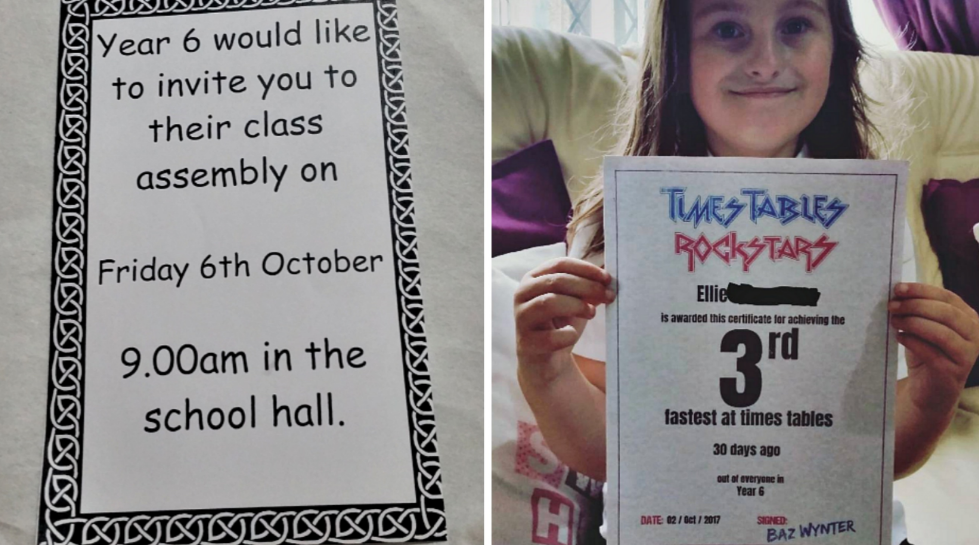 Year 6 would like
to invite you to
their class
assembly on
Friday 6th October
9.00am in the
school hall.
TIMES TABLES
ROCKSTARS
Ellie
is awarded this certificate for achieving the
3rd
fastest at times tables
30 days ago
out of everyone in
Year 6
DATE: 02 / Oct / 2017 SIGNED: BAZ WYNTER